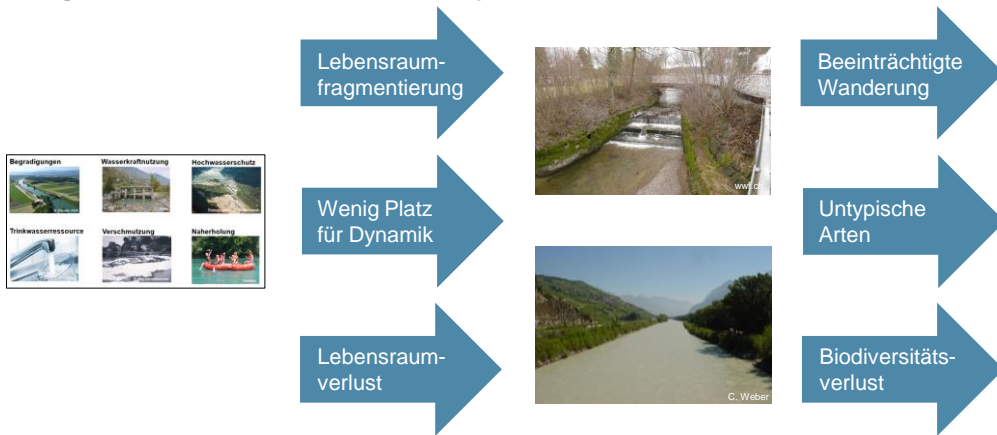 Lebensraum-
fragmentierung
Beeinträchtigte
Wanderung
wwf.ch
Begradigungen
Wasserkraftnutzung
Hochwasserschutz
Wenig Platz
für Dynamik
Untypische
Arten
Trinkwasserressource
Verschmutzung
Naherholung
Lebensraum-
verlust
Biodiversitäts-
verlust
C. Weber